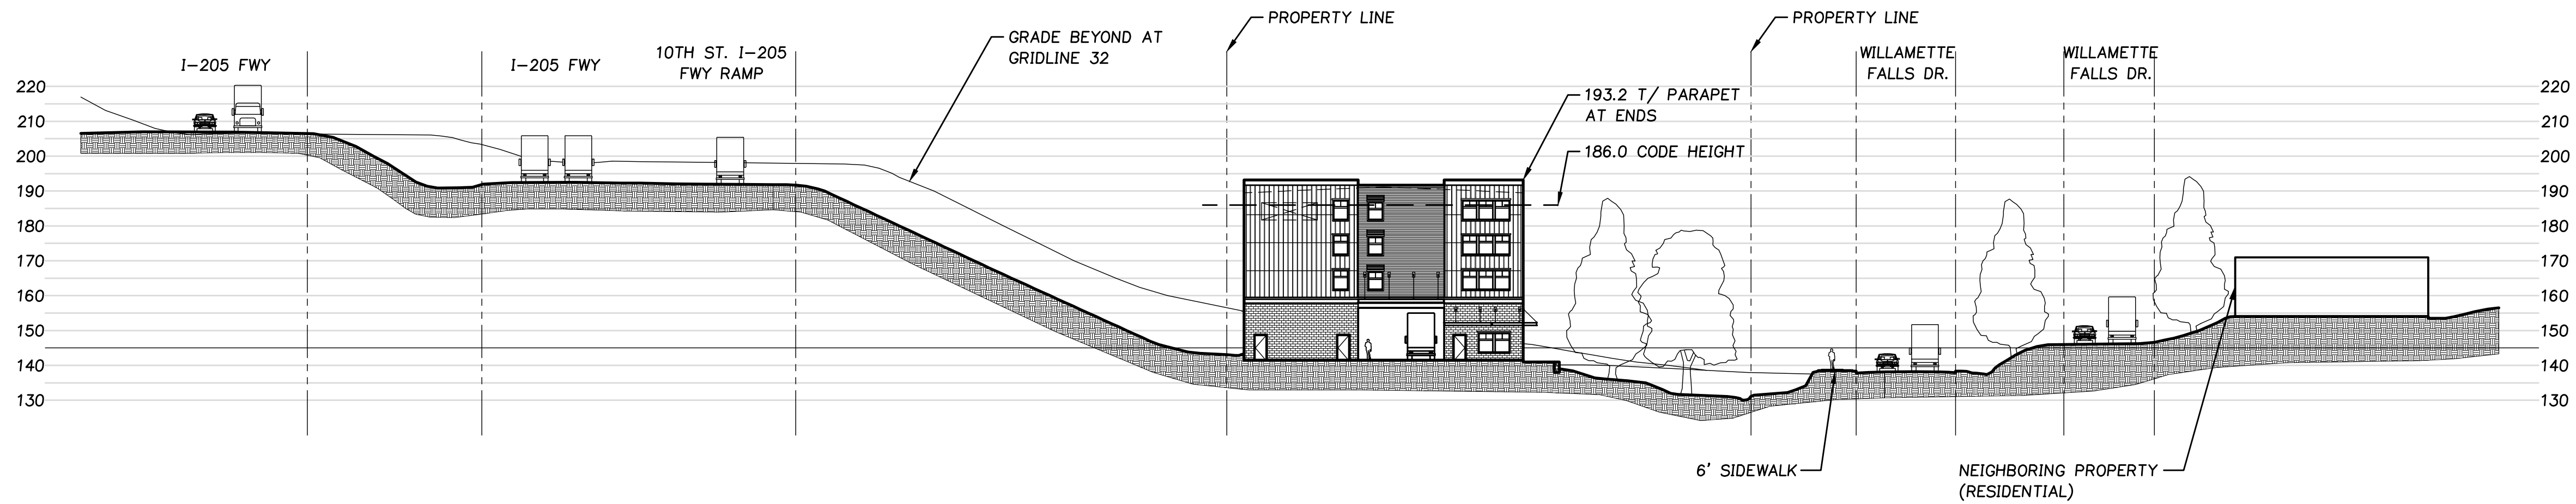 PROPERTY LINE
PROPERTY LINE
GRADE BEYOND AT
GRIDLINE 32
I-205 FWY
I-205 FWY
10TH ST. I-205
FWY RAMP
WILLAMETTE
FALLS DR.
WILLAMETTE
FALLS DR.
193.2 T/ PARAPET
AT ENDS
186.0 CODE HEIGHT
220
210
200
190
180
170
160
150
140
130
220
210
200
190
180
170
160
150
140
130
6' SIDEWALK
NEIGHBORING PROPERTY
(RESIDENTIAL)